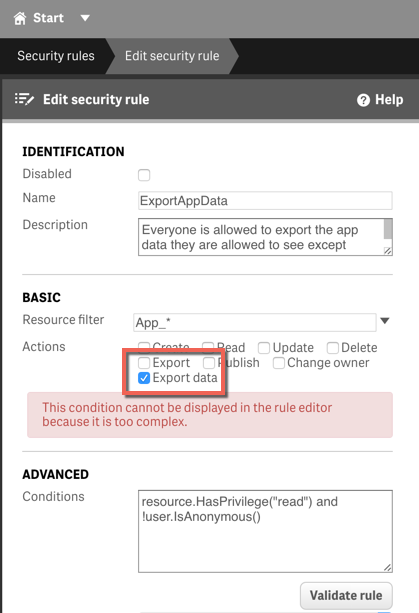 Start
Security rules Edit security rule
Edit security rule Help
IDENTIFICATION
Disabled
Name ExportAppData
Description Everyone is allowed to export the app
data they are allowed to see except
BASIC
Resource filter App_*
Actions Create Read Update Delete
Export Publish Change owner
Export data
This condition cannot be displayed in the rule editor
because it is too complex.
ADVANCED
Conditions resource.HasPrivilege("read") and
!user.IsAnonymous()
Validate rule